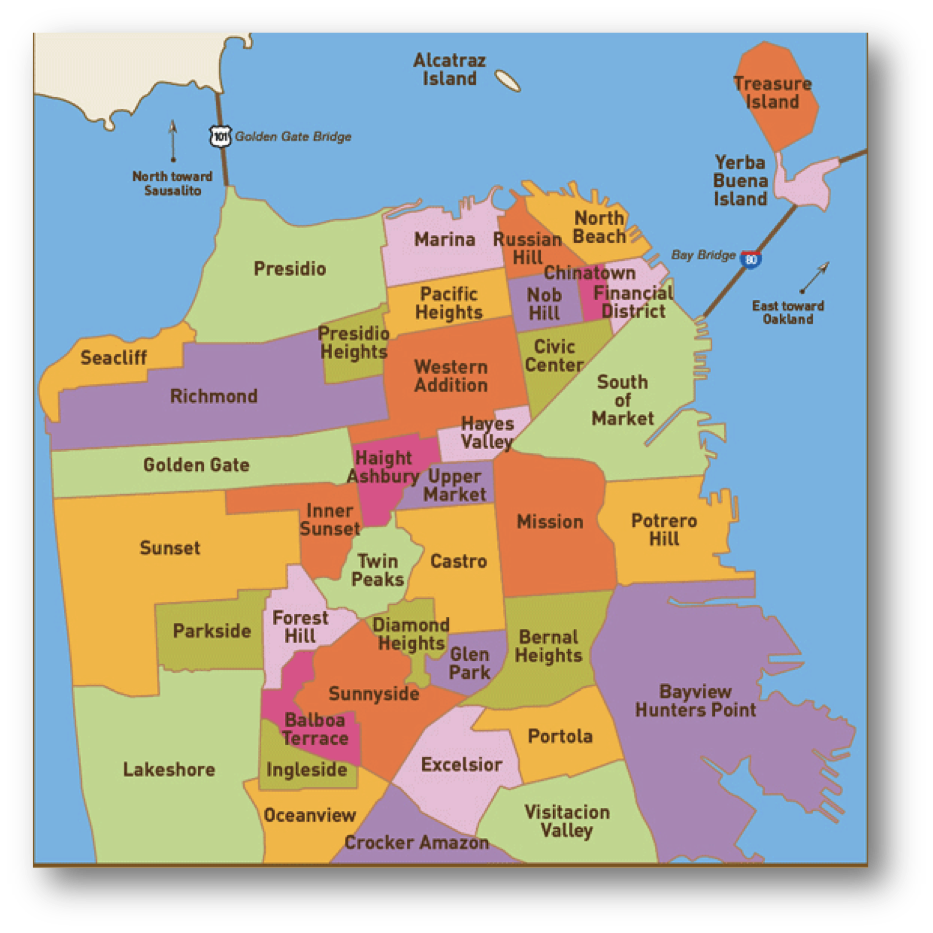 Alcatraz
Island
Treasure
Island
101
Golden Gate Bridge
North toward
Sausalito
Yerba
Buena
Island
Bay Bridge
80
East toward
Oakland
Marina
Russian
Hill
North
Beach
Presidio
Chinatown
Pacific
Heights
Nob
Hill
Financial
District
Seacliff
Presidio
Heights
Civic
Center
Richmond
Western
Addition
South
of
Market
Hayes
Valley
Golden Gate
Haight
Ashbury
Upper
Market
Inner
Sunset
Mission
Potrero
Hill
Sunset
Twin
Peaks
Castro
Parkside
Forest
Hill
Diamond
Heights
Glen
Park
Bernal
Heights
Sunnyside
Bayview
Hunters Point
Balboa
Terrace
Portola
Lakeshore
Ingleside
Excelsior
Oceanview
Visitacion
Valley
Crocker Amazon